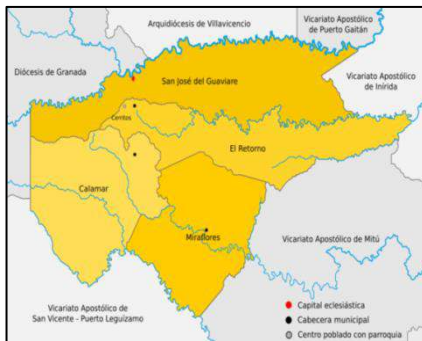 Arquidiócesis de Villavicencio
Vicariato Apostólico
de Puerto Gaitán
Diócesis de Granada
San José del Guaviare
Vicariato Apostólico
de Inírida
Cerritos
El Retorno
Calamar
Miraflores
Vicariato Apostólico de Mitú
Vicariato Apostólico de
San Vicente - Puerto Leguízamo
Capital eclesiástica
Cabecera municipal
Centro poblado con parroquia